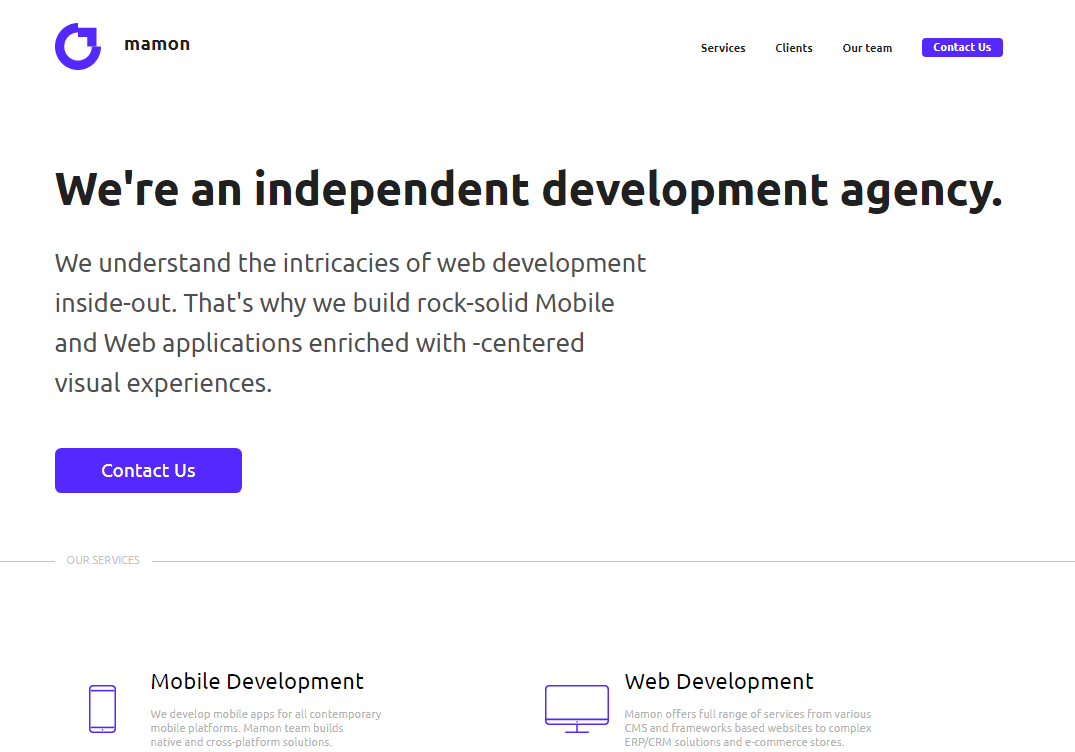 mamon
Services
Clients
Our team
Contact Us
We're an independent development agency.
We understand the intricacies of web development
inside-out. That's why we build rock-solid Mobile
and Web applications enriched with -centered
visual experiences.
Contact Us
OUR SERVICES
Mobile Development
We develop mobile apps for all contemporary
mobile platforms. Mamon team builds
native and cross-platform solutions.
Web Development
Mamon offers full range of services from various
CMS and frameworks based websites to complex
ERP/CRM solutions and e-commerce stores.